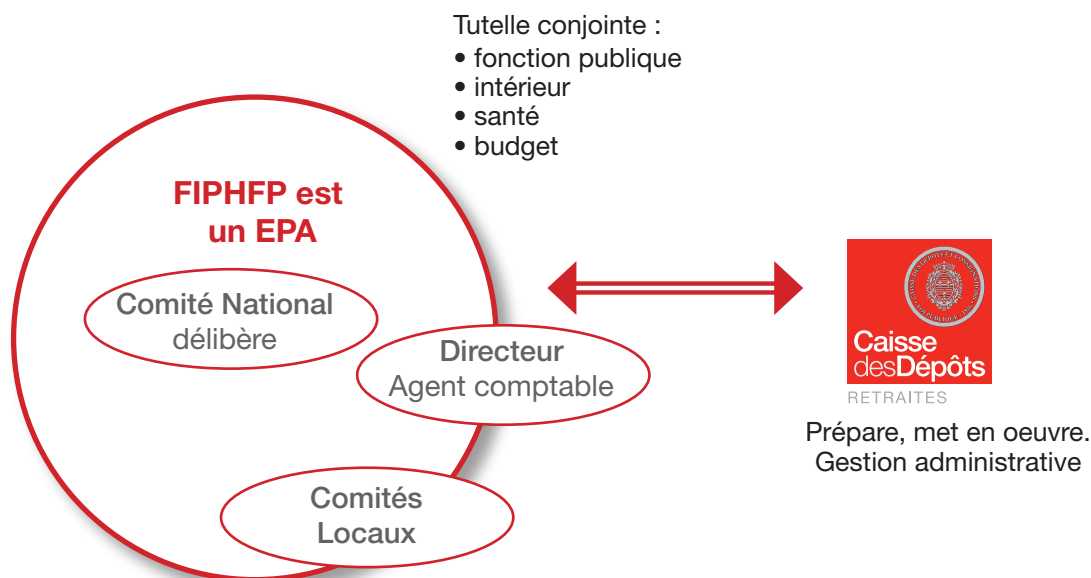 Tutelle conjointe :
• fonction publique
• intérieur
• santé
• budget
FIPHFP est
un EPA
Comité National
délibère
Directeur
Agent comptable
Comités
Locaux
Caisse
desDépôts
RETRAITES
Prépare, met en oeuvre.
Gestion administrative